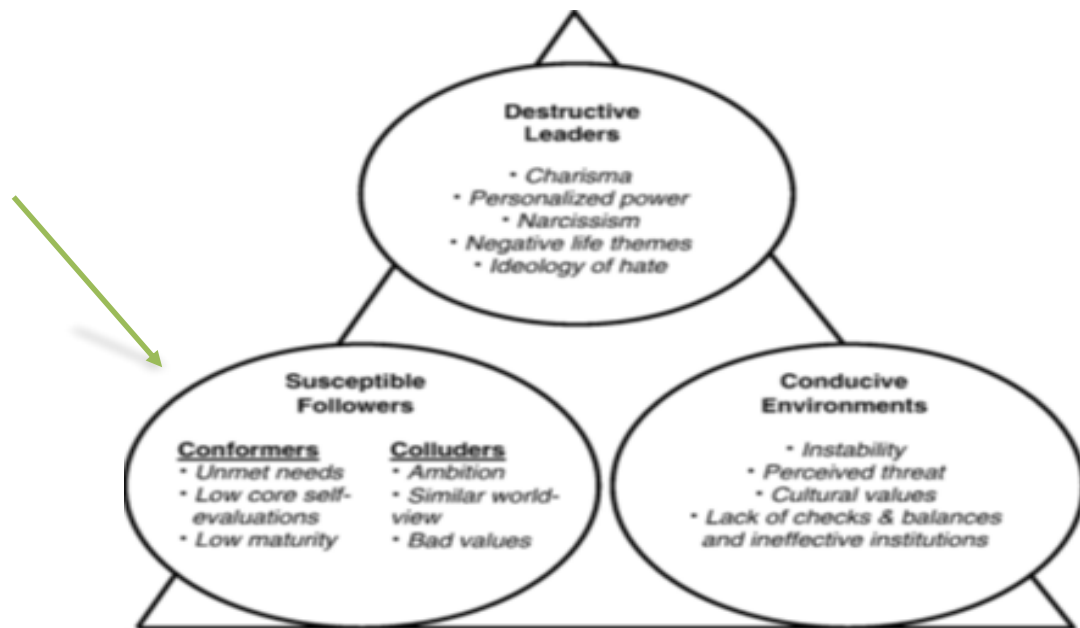 Destructive
Leaders
• Charisma
• Personalized power
• Narcissism
• Negative life themes
• Ideology of hate
Susceptible
Followers
Conformers
• Unmet needs
• Low core self-
evaluations
• Low maturity
Colluders
• Ambition
• Similar world-
view
• Bad values
Conducive
Environments
• Instability
• Perceived threat
• Cultural values
• Lack of checks & balances
and ineffective institutions